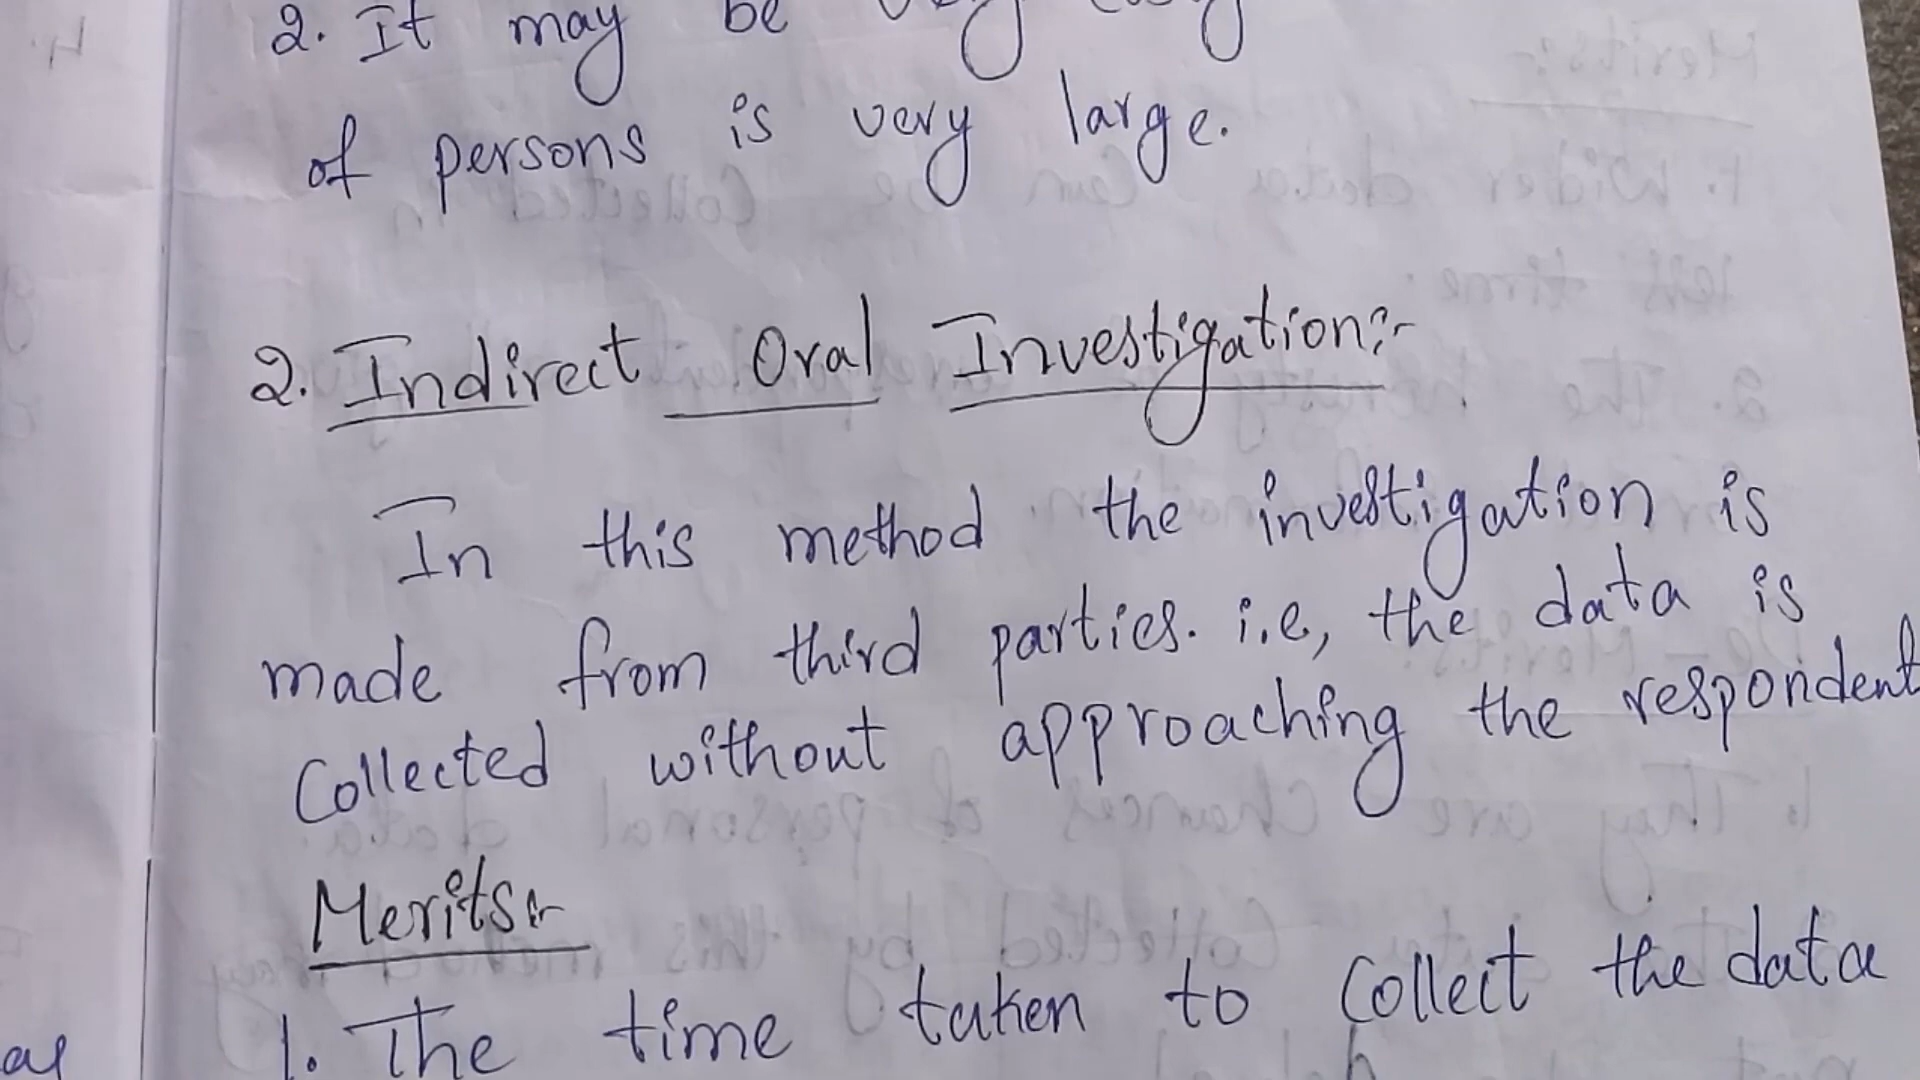 2. It may be very
of persons is very large.
2. Indirect Oral Investigation:-
In this method the investigation is
made from third parties. i.e, the data is
Collected without approaching the respondent
Merits:-
1. The time taken to Collect the data